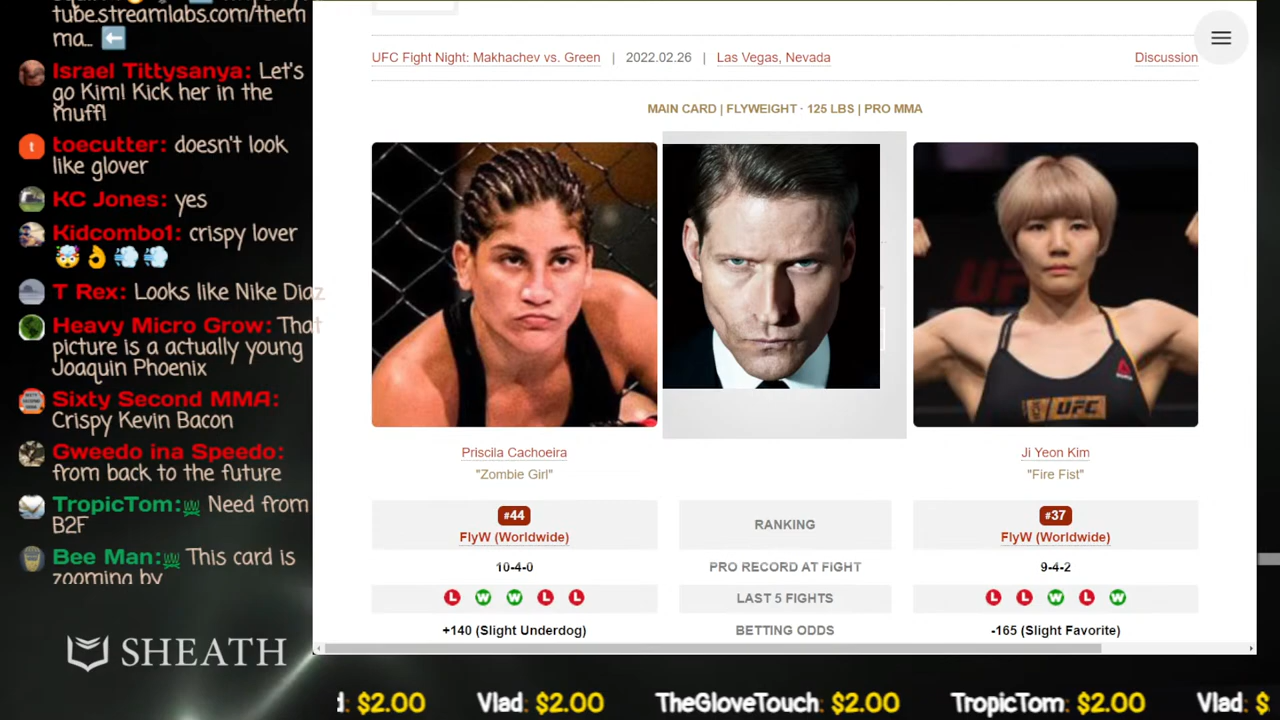 tube.streamlabs.com/them
ma... ⬅️
Israel Tittysanya: Let's
go Kim! Kick her in the
muff!
toecutter: doesn't look
like glover
KC Jones: yes
Kidcombo1: crispy lover
🤯👌💨💨
T Rex: Looks like Nike Diaz
Heavy Micro Grow: That
picture is a actually young
Joaquin Phoenix
Sixty Second MMA:
Crispy Kevin Bacon
Gweedo ina Speedo:
from back to the future
TropicTom: Need from
B2F
Bee Man: This card is
zooming by
SHEATH
UFC Fight Night: Makhachev vs. Green | 2022.02.26 | Las Vegas, Nevada Discussion
MAIN CARD | FLYWEIGHT · 125 LBS | PRO MMA
UFC
Priscila Cachoeira Ji Yeon Kim
"Zombie Girl" "Fire Fist"
#44 RANKING #37
FlyW (Worldwide) FlyW (Worldwide)
10-4-0 PRO RECORD AT FIGHT 9-4-2
L W W L L LAST 5 FIGHTS L L W L W
+140 (Slight Underdog) BETTING ODDS -165 (Slight Favorite)
d: $2.00 Vlad: $2.00 TheGloveTouch: $2.00 TropicTom: $2.00 Vlad: $